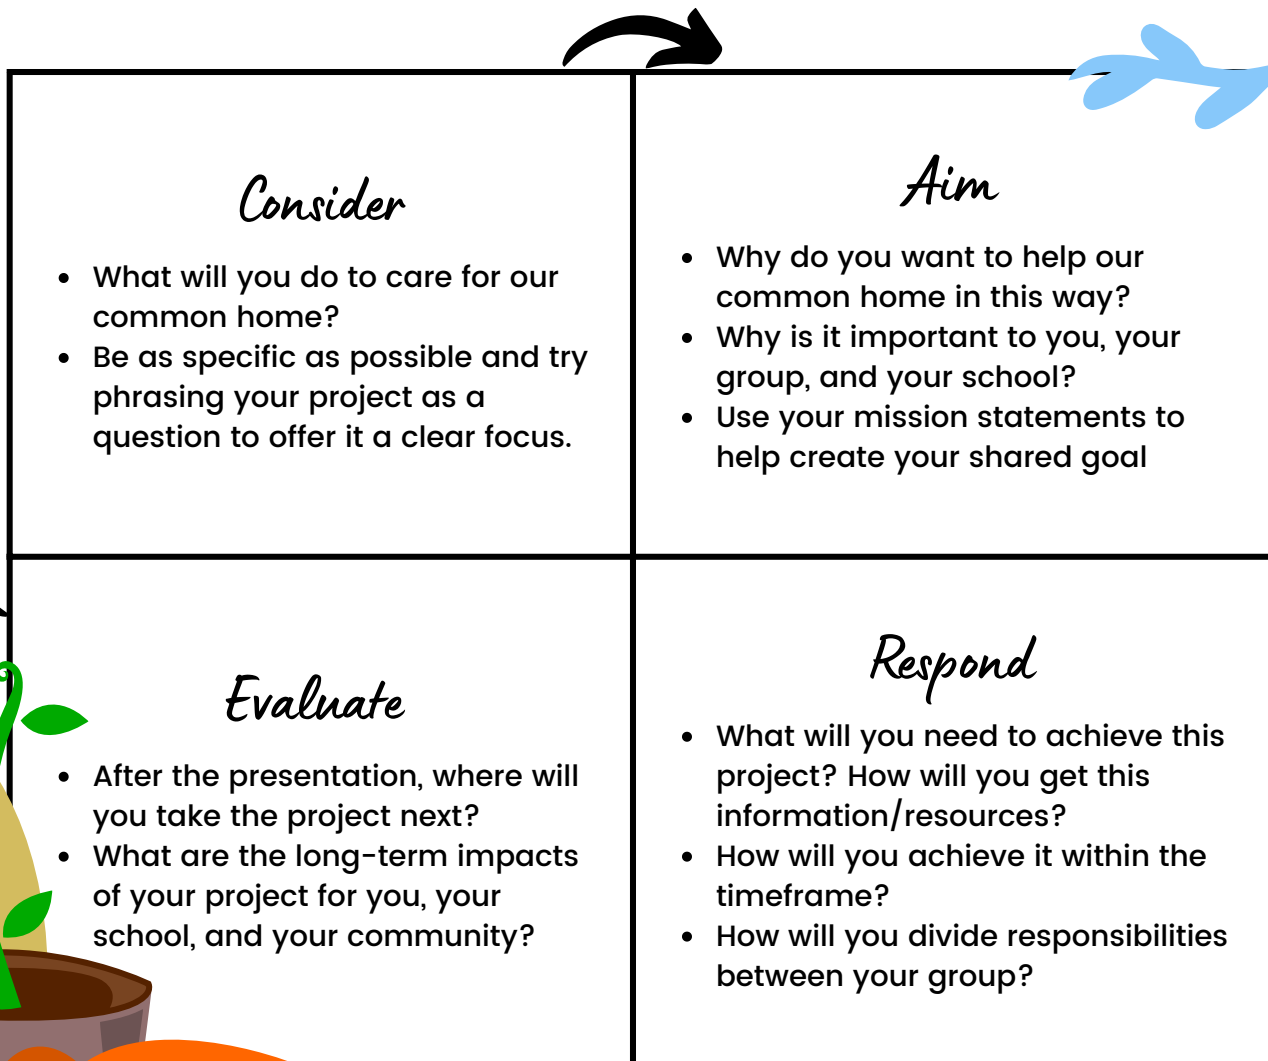 Consider
• What will you do to care for our
common home?
• Be as specific as possible and try
phrasing your project as a
question to offer it a clear focus.
Aim
• Why do you want to help our
common home in this way?
• Why is it important to you, your
group, and your school?
• Use your mission statements to
help create your shared goal
Evaluate
• After the presentation, where will
you take the project next?
• What are the long-term impacts
of your project for you, your
school, and your community?
Respond
• What will you need to achieve this
project? How will you get this
information/resources?
• How will you achieve it within the
timeframe?
• How will you divide responsibilities
between your group?